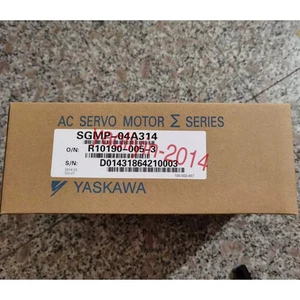 AC SERVO MOTOR Σ SERIES
SGMP-04A314
O/N: R10190-005-3
S/N: D01431864210003
YASKAWA